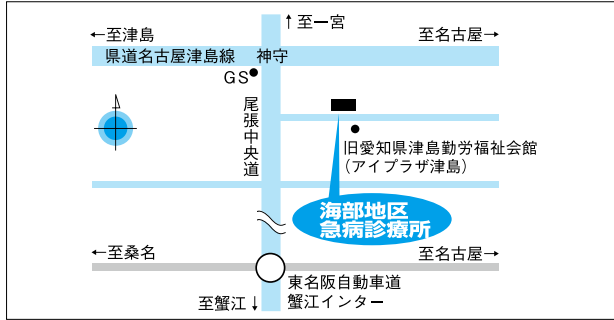 ↑至一宮
←至津島
至名古屋→
県道名古屋津島線 神守
GS
尾張中央道
旧愛知県津島勤労福祉会館
(アイプラザ津島)
海部地区
急病診療所
←至桑名
至名古屋→
東名阪自動車道
蟹江インター
至蟹江↓